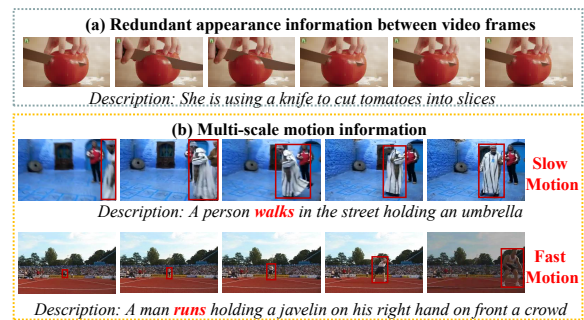 (a) Redundant appearance information between video frames
Description: She is using a knife to cut tomatoes into slices
(b) Multi-scale motion information
Slow
Motion
Description: A person walks in the street holding an umbrella
Fast
Motion
Description: A man runs holding a javelin on his right hand on front a crowd